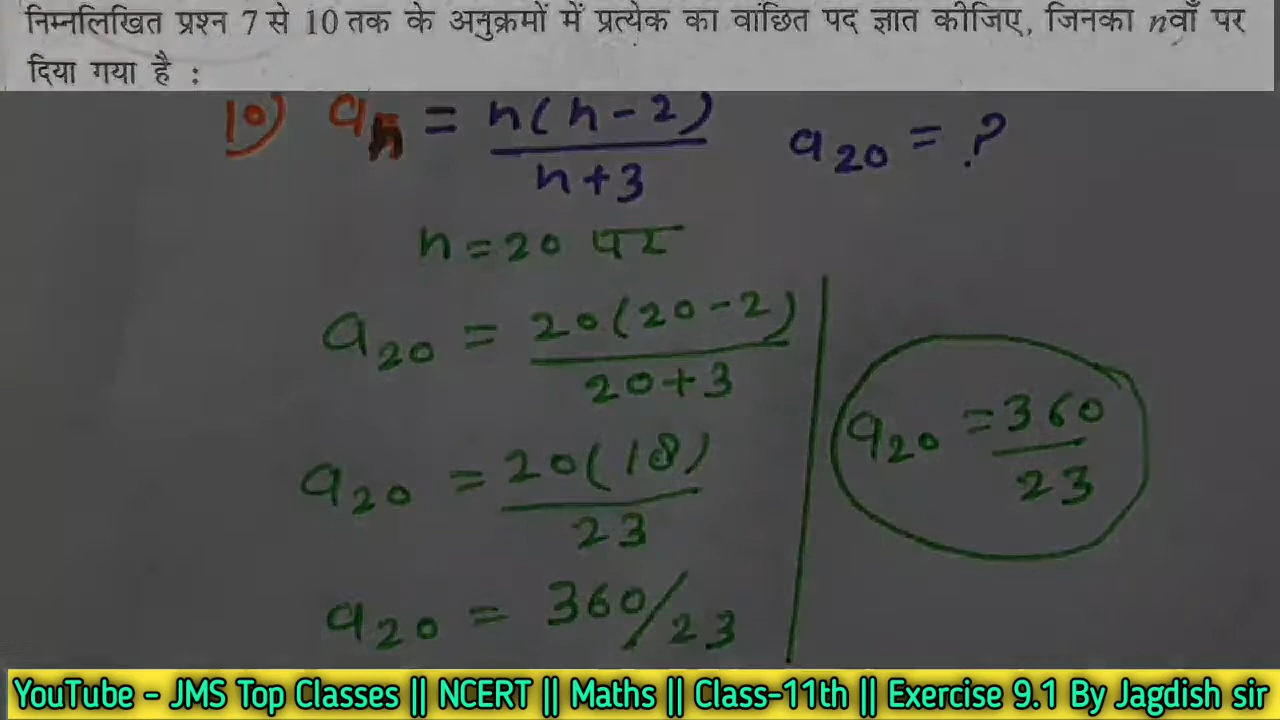 निम्नलिखित प्रश्न 7 से 10 तक के अनुक्रमों में प्रत्येक का वांछित पद ज्ञात कीजिए, जिनका nवाँ पर
दिया गया है :
10) aₙ = n(n-2)/n+3    a₂₀ = ?
n = 20 पर
a₂₀ = 20(20-2)/20+3
a₂₀ = 20(18)/23
a₂₀ = 360/23
a₂₀ = 360/23
YouTube - JMS Top Classes || NCERT || Maths || Class-11th || Exercise 9.1 By Jagdish sir